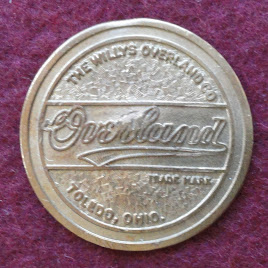 THE WILLYS OVERLAND CO
Overland
TRADE MARK
TOLEDO, OHIO.